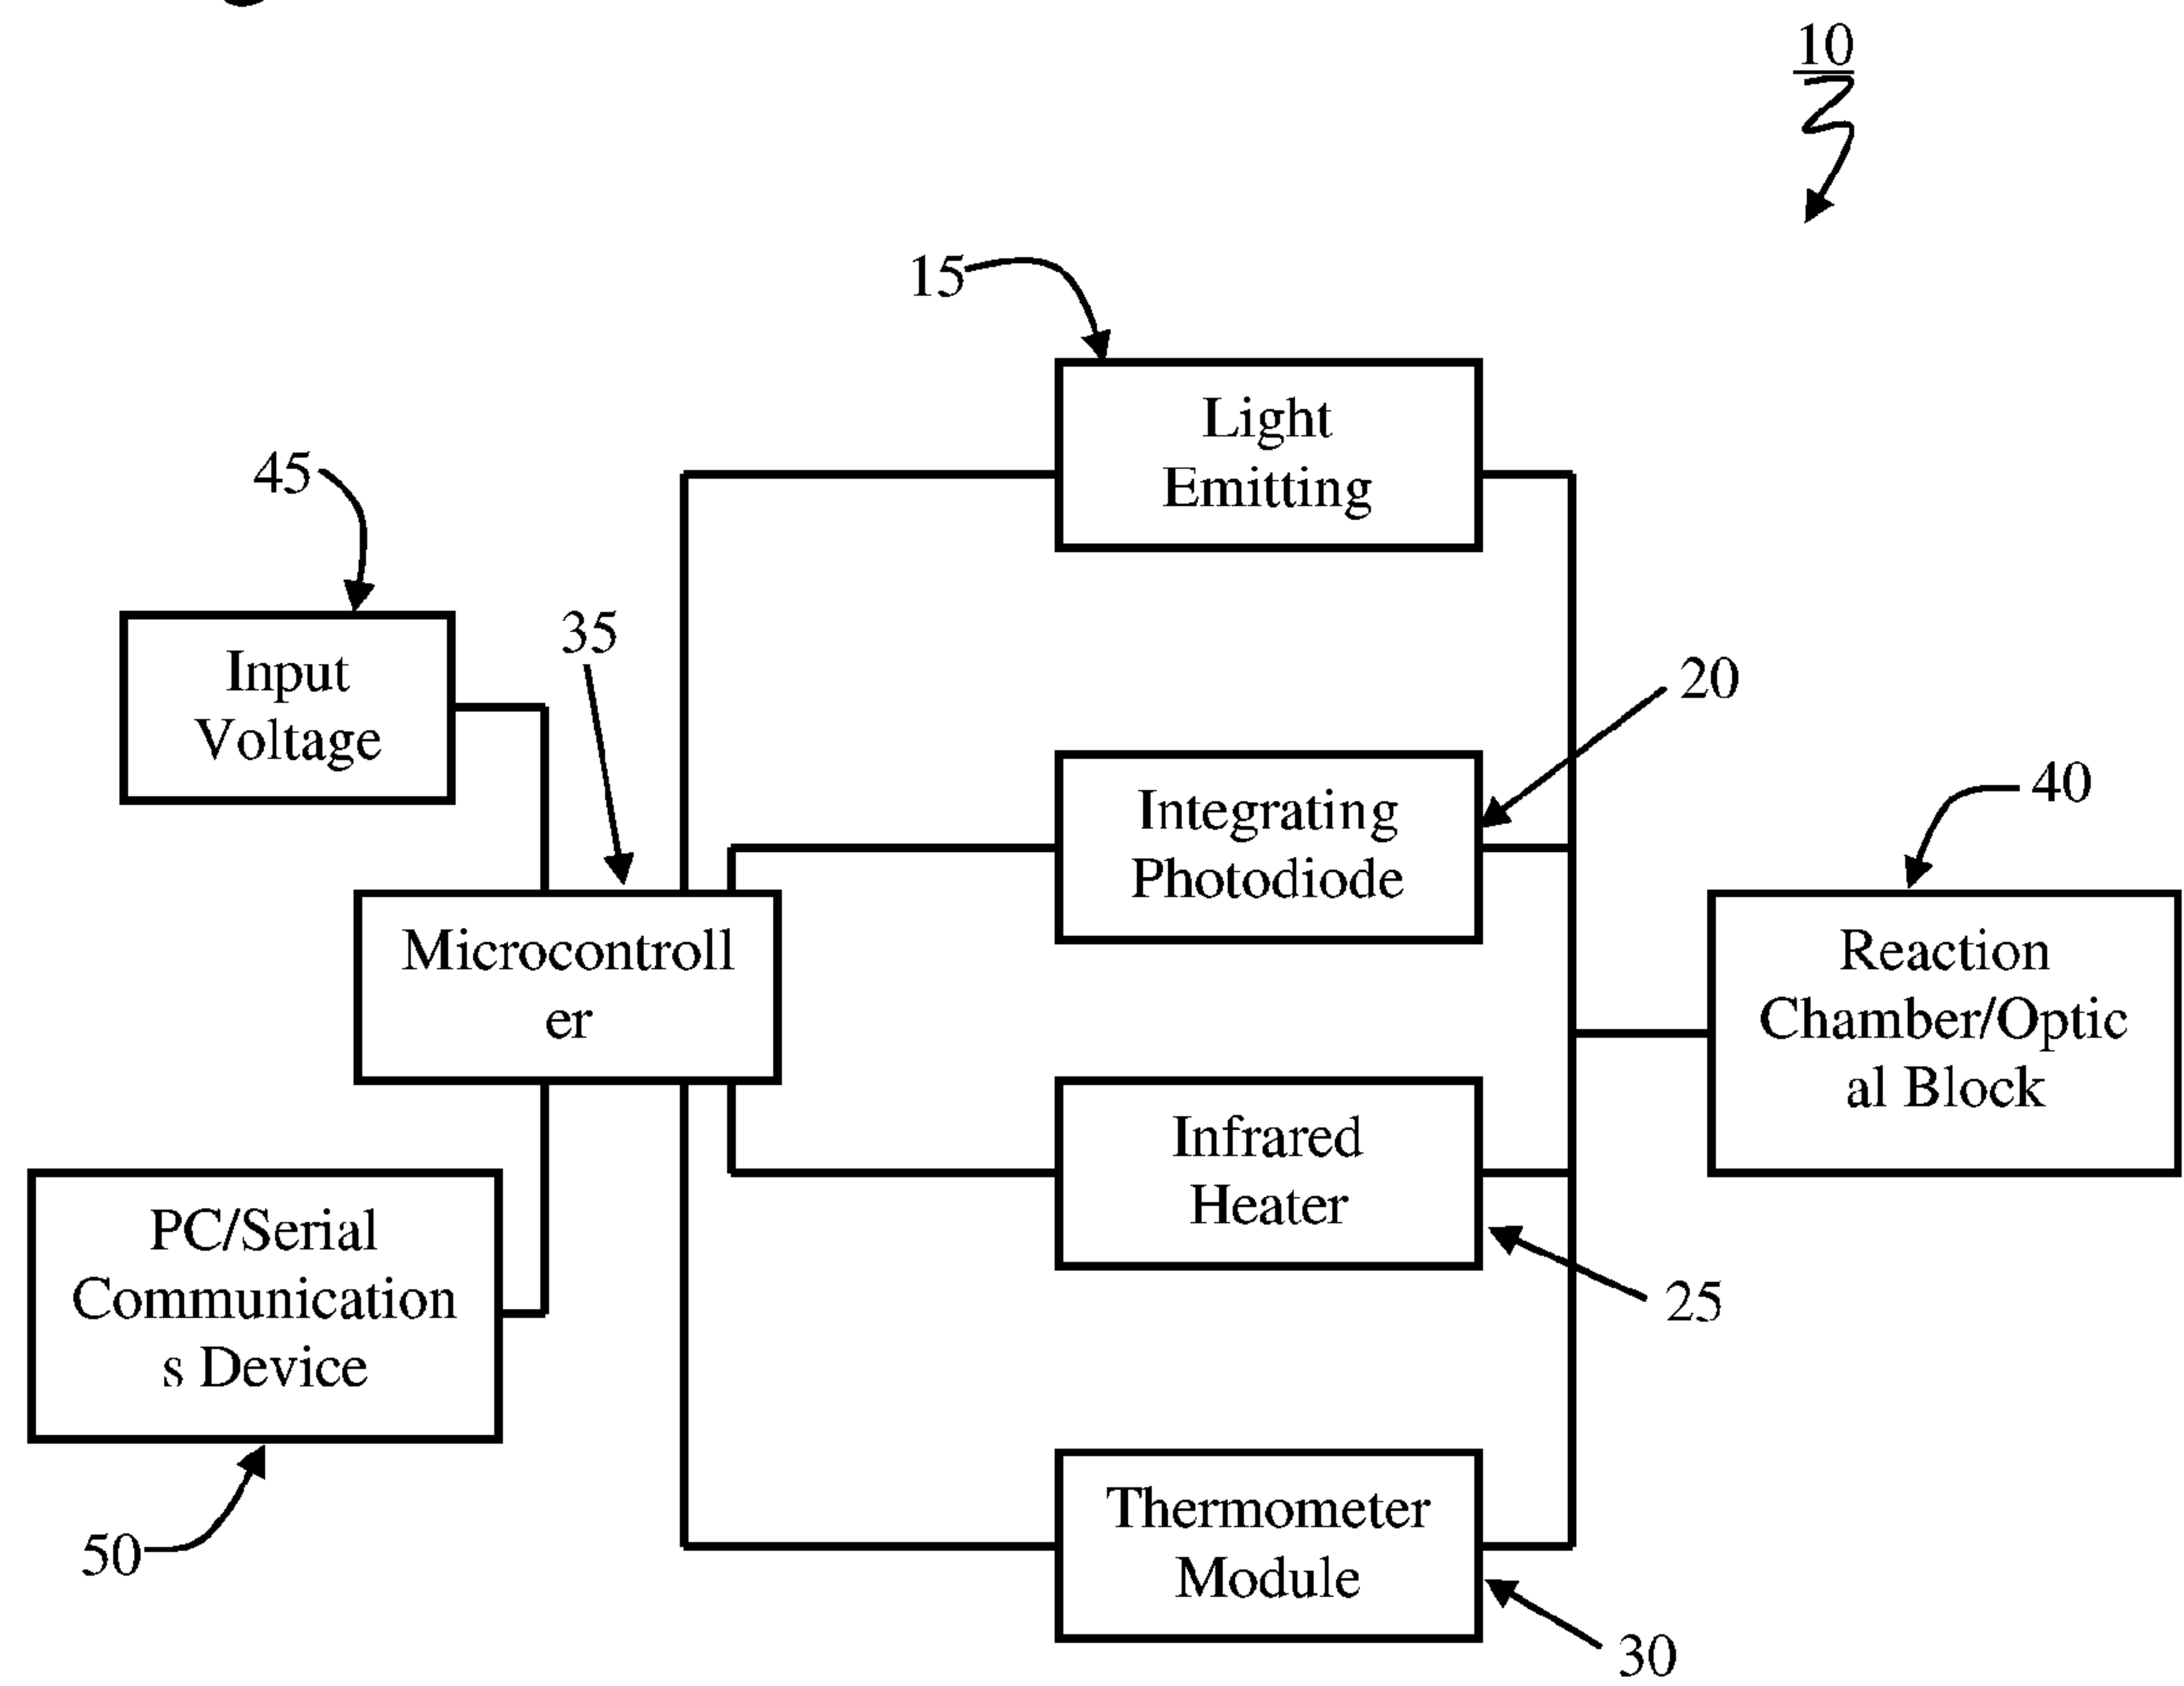 10
15
Light
Emitting
45
Input
Voltage
35
20
Integrating
Photodiode
40
Microcontroll
er
Reaction
Chamber/Optic
al Block
Infrared
Heater
25
PC/Serial
Communication
s Device
50
Thermometer
Module
30